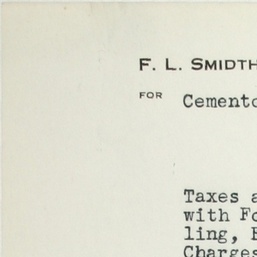 F. L. SMIDTH
FOR Cemento
Taxes a
with Fo
ling,
Charges